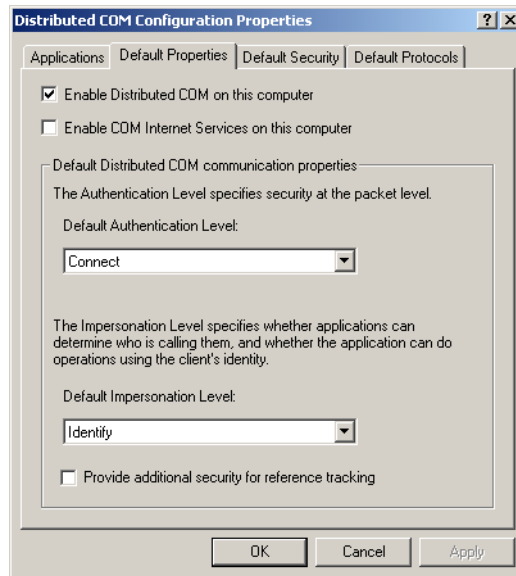 Distributed COM Configuration Properties
Applications Default Properties Default Security Default Protocols
Enable Distributed COM on this computer
Enable COM Internet Services on this computer
Default Distributed COM communication properties
The Authentication Level specifies security at the packet level.
Default Authentication Level:
Connect
The Impersonation Level specifies whether applications can
determine who is calling them, and whether the application can do
operations using the client's identity.
Default Impersonation Level:
Identify
Provide additional security for reference tracking
OK Cancel Apply